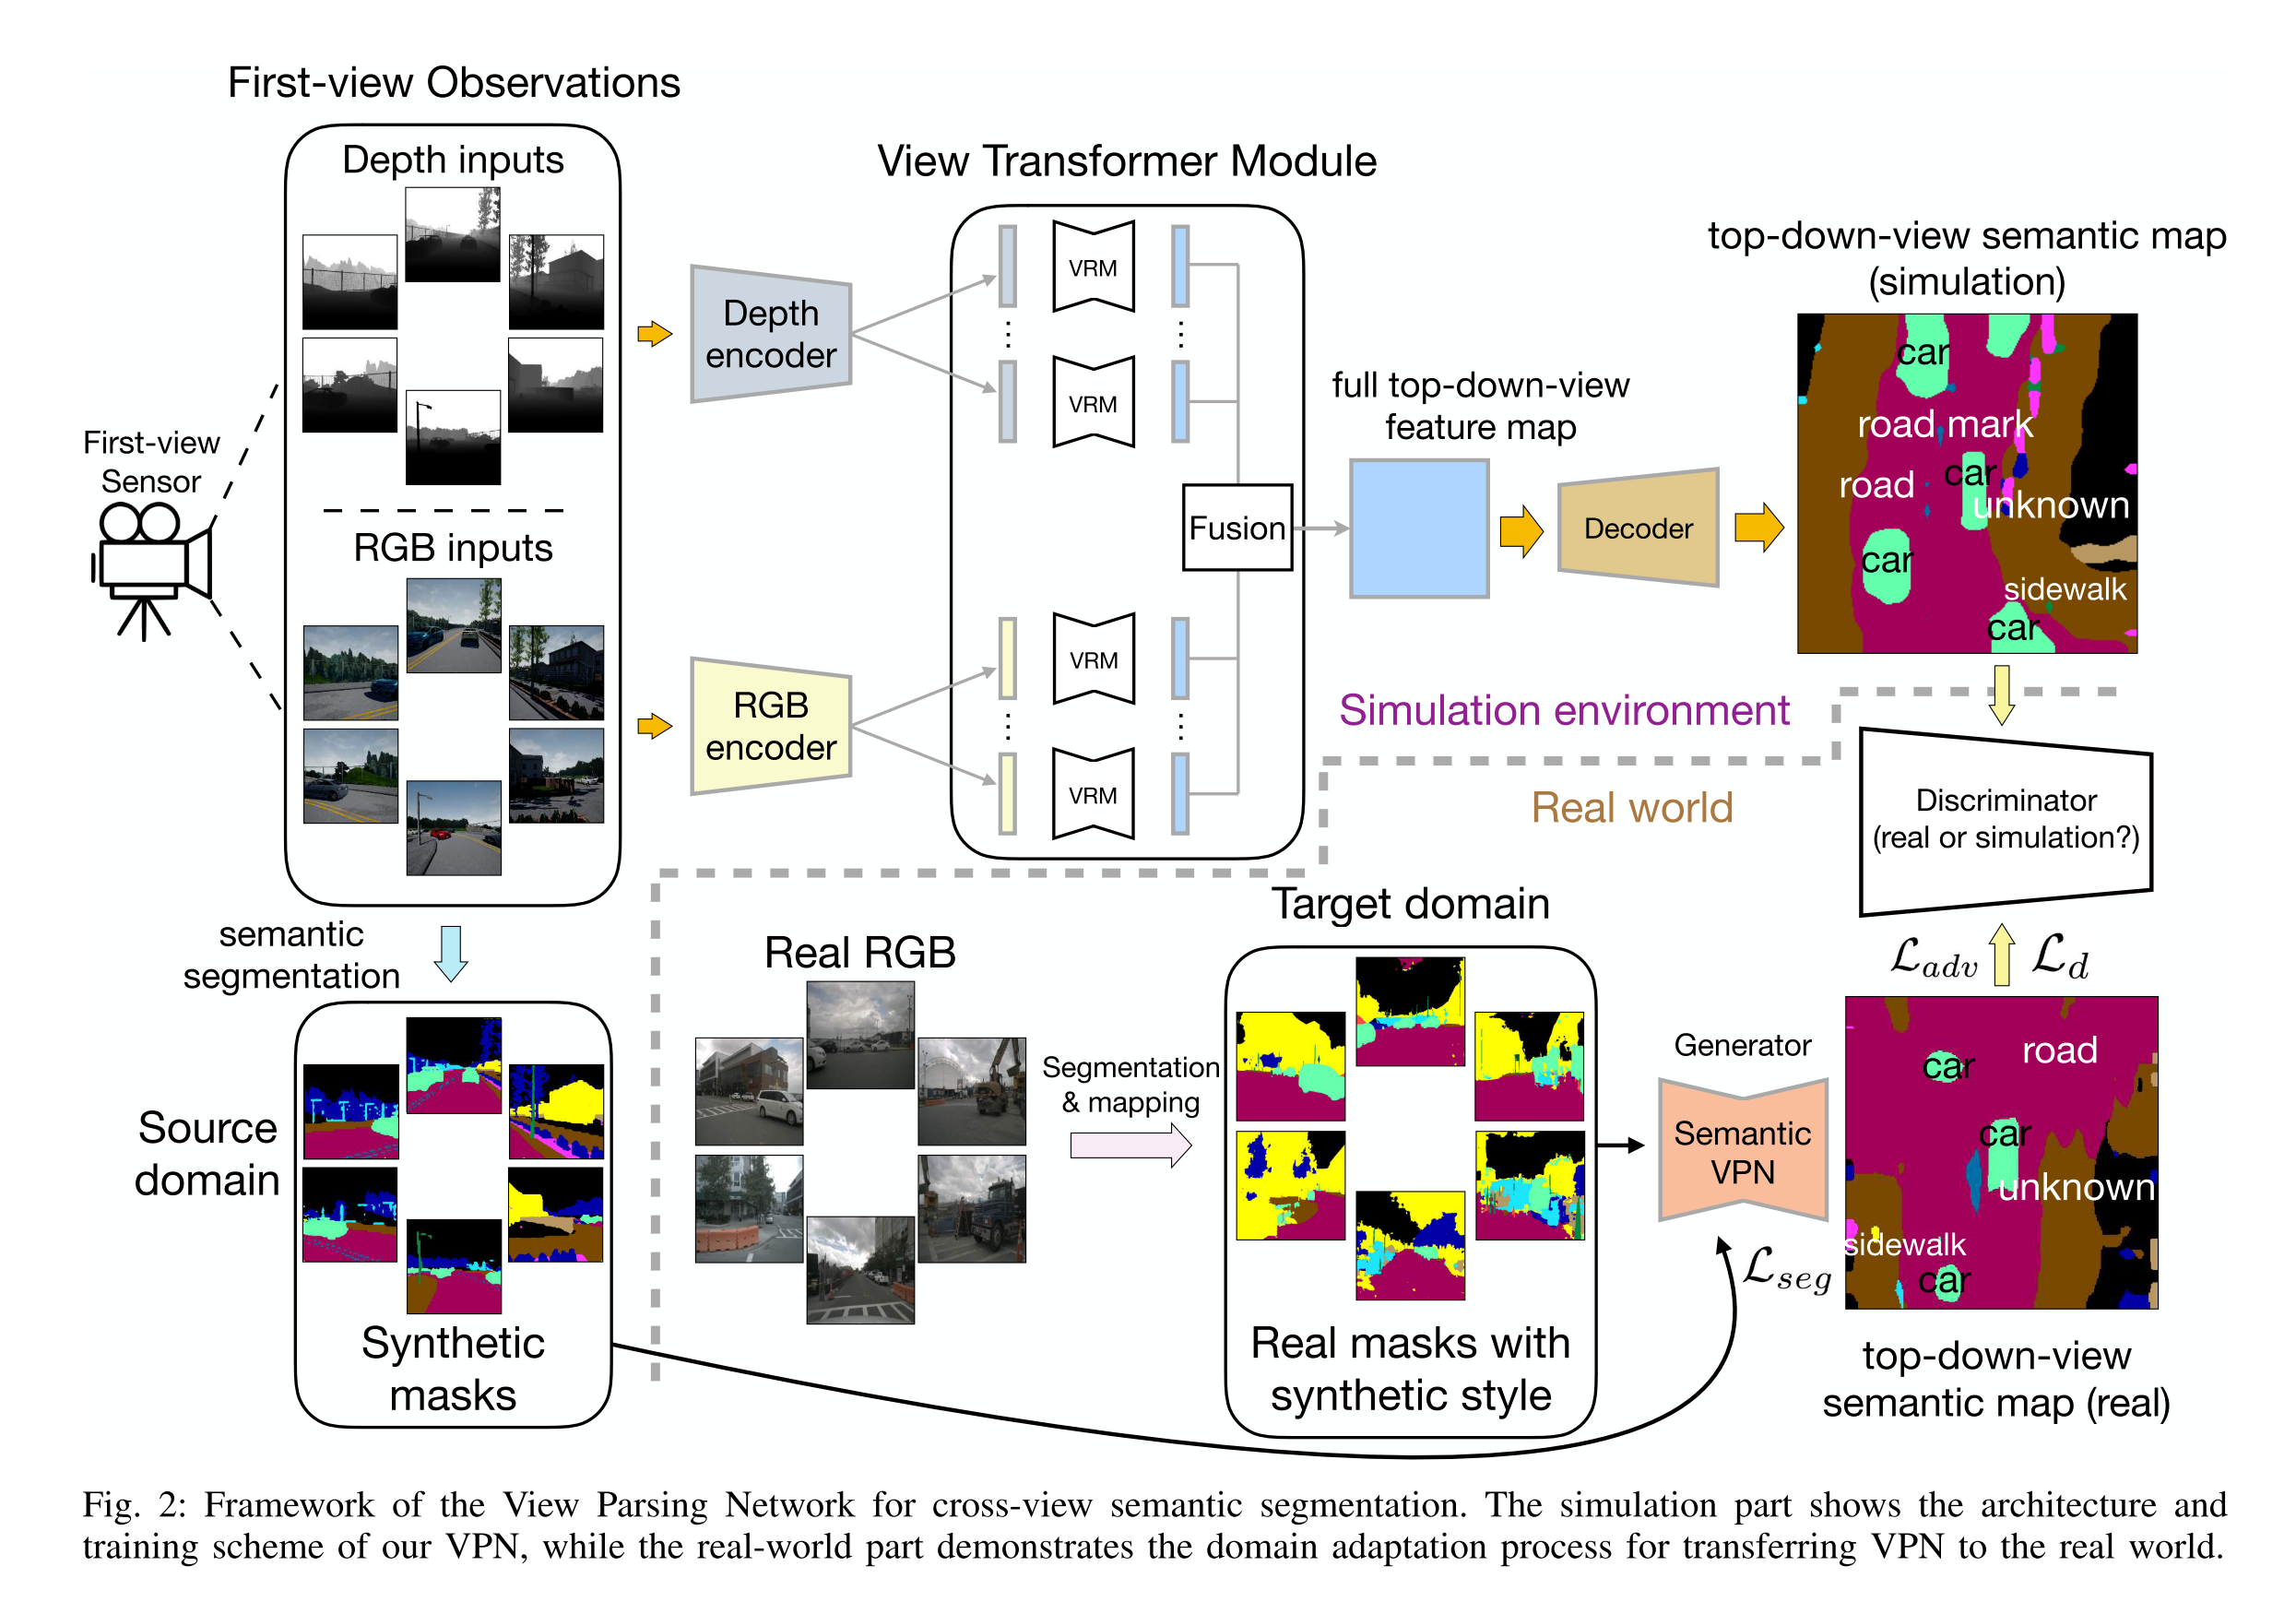 First-view Observations
Depth inputs
View Transformer Module
VRM
Depth
encoder
VRM
top-down-view semantic map
(simulation)
car
road mark
car
road
unknown
car
sidewalk
car
full top-down-view
feature map
First-view
Sensor
Fusion
Decoder
RGB inputs
RGB
encoder
VRM
VRM
Simulation environment
Real world
Discriminator
(real or simulation?)
semantic
segmentation
Real RGB
Target domain
L_adv
L_d
Source
domain
Segmentation
& mapping
Generator
Semantic
VPN
road
car
car
unknown
sidewalk
car
L_seg
Synthetic
masks
Real masks with
synthetic style
top-down-view
semantic map (real)
Fig. 2: Framework of the View Parsing Network for cross-view semantic segmentation. The simulation part shows the architecture and
training scheme of our VPN, while the real-world part demonstrates the domain adaptation process for transferring VPN to the real world.